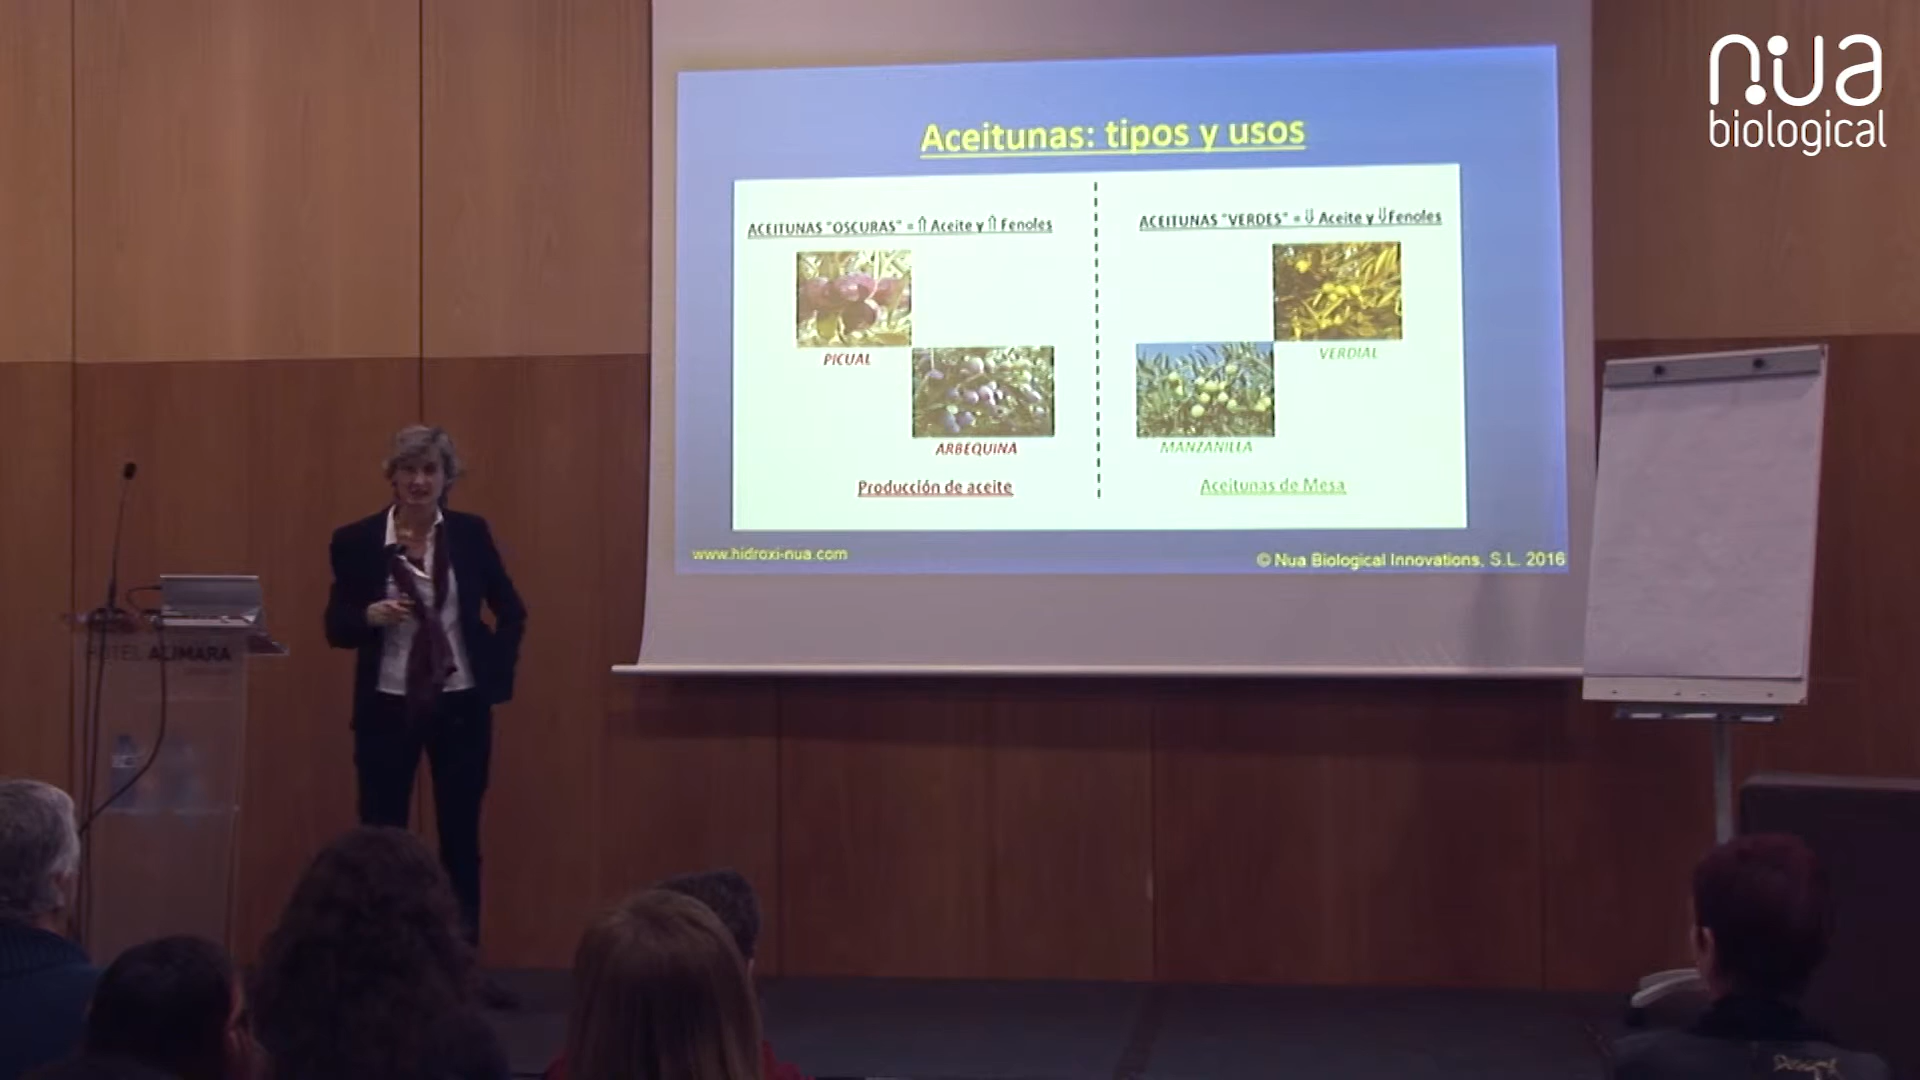 nua
biological
Aceitunas: tipos y usos
ACEITUNAS "OSCURAS" = ⇑ Aceite y ⇑ Fenoles
ACEITUNAS "VERDES" = ⇓ Aceite y ⇓Fenoles
PICUAL
VERDIAL
ARBEQUINA
MANZANILLA
Producción de aceite
Aceitunas de Mesa
www.hidroxi-nua.com
© Nua Biological Innovations, S.L. 2016
HOTEL ALIMARA